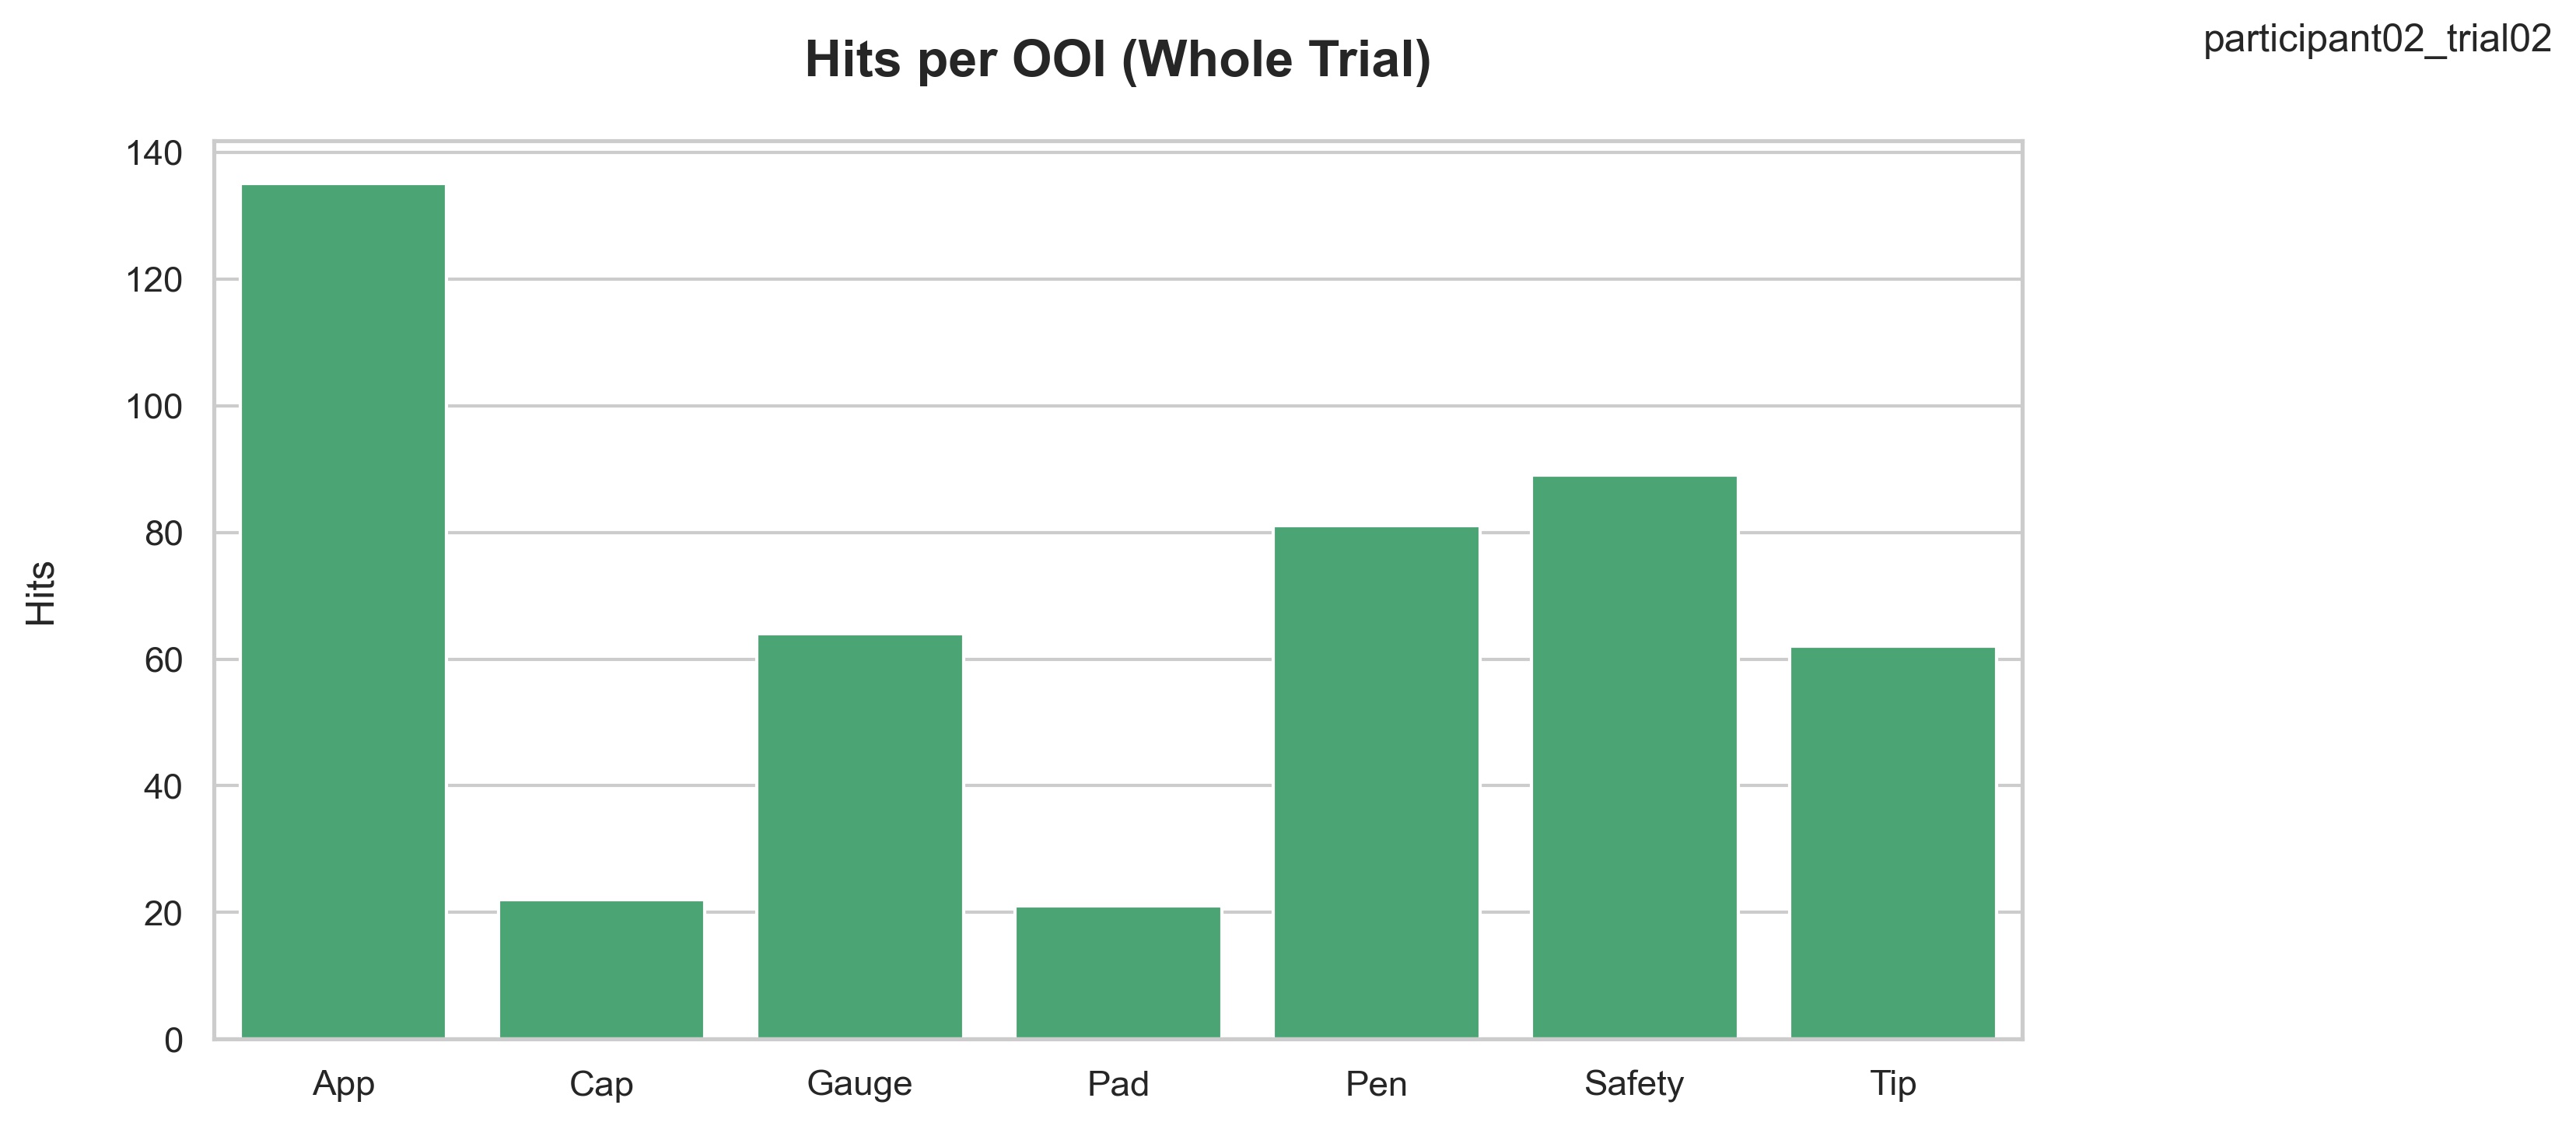 participant02_trial02
Hits per OOI (Whole Trial)
140
120
100
80
60
40
20
0
Hits
App Cap Gauge Pad Pen Safety Tip